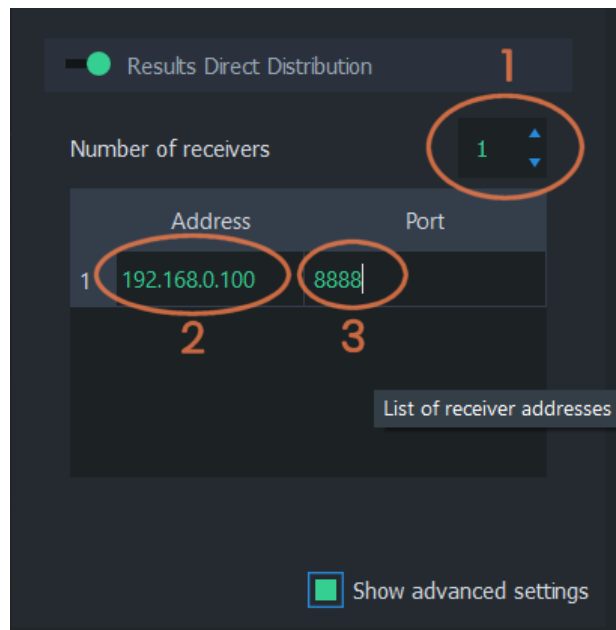 Results Direct Distribution
1
Number of receivers
1
Address Port
1 192.168.0.100 8888
2 3
List of receiver addresses
Show advanced settings